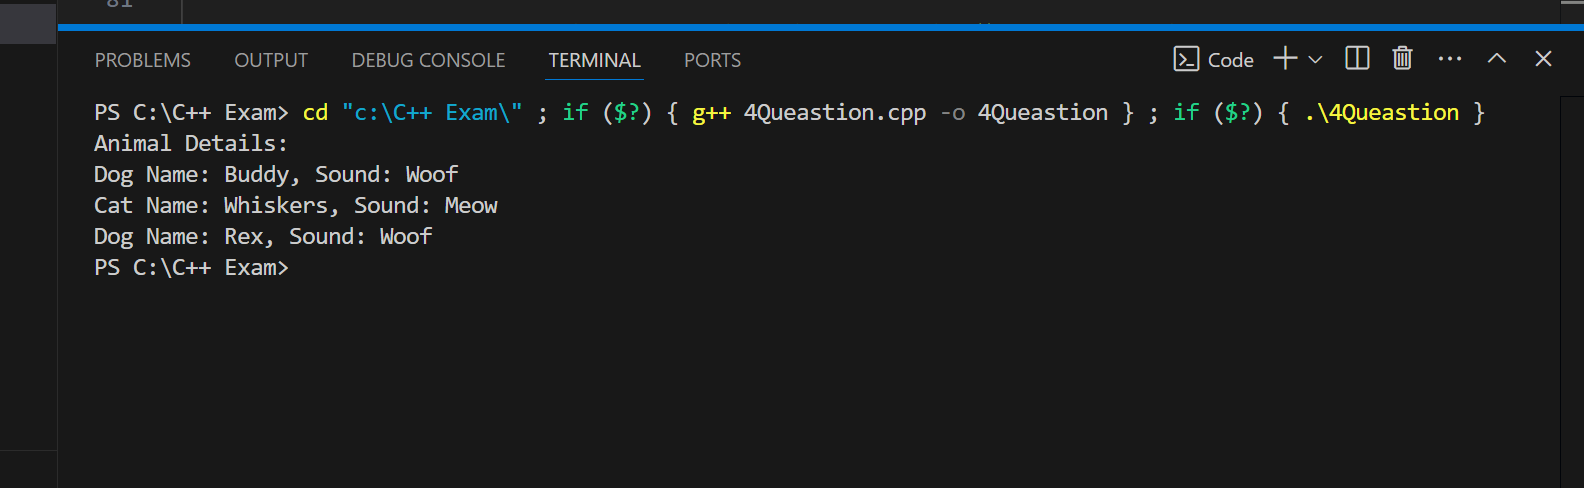 81
PROBLEMS OUTPUT DEBUG CONSOLE TERMINAL PORTS Code
PS C:\C++ Exam> cd "c:\C++ Exam\" ; if ($?) { g++ 4Queastion.cpp -o 4Queastion } ; if ($?) { .\4Queastion }
Animal Details:
Dog Name: Buddy, Sound: Woof
Cat Name: Whiskers, Sound: Meow
Dog Name: Rex, Sound: Woof
PS C:\C++ Exam>